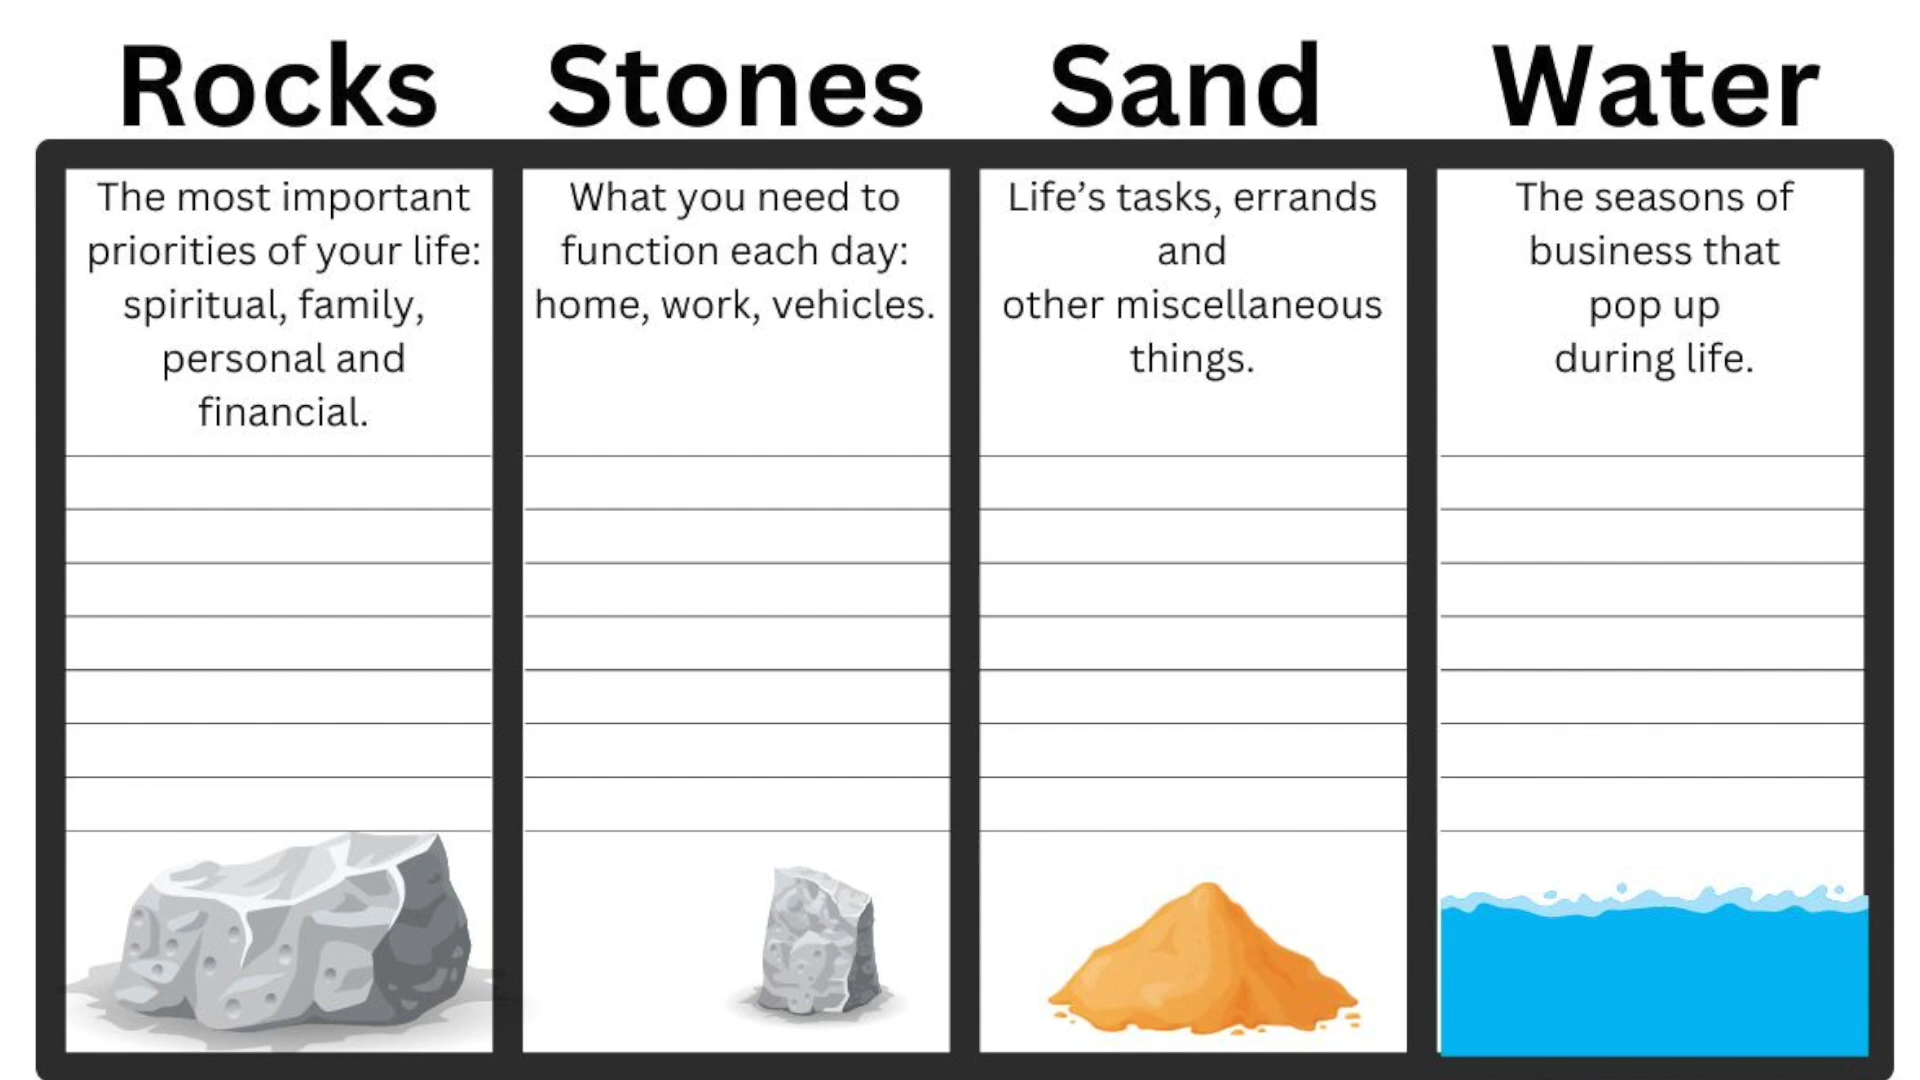 Rocks
Stones
Sand
Water
The most important
priorities of your life:
spiritual, family,
personal and
financial.
What you need to
function each day:
home, work, vehicles.
Life’s tasks, errands
and
other miscellaneous
things.
The seasons of
business that
pop up
during life.